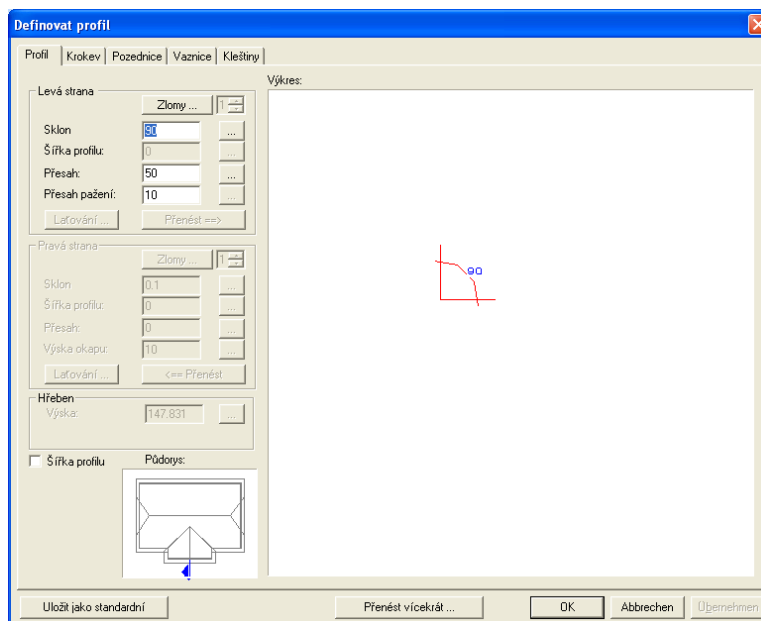 Definovat profil
Profil Krokev Pozednice Vaznice Kleštiny
Výkres:
Levá strana
Zlomy ... 1
Sklon 90 ...
Šířka profilu: 0 ...
Přesah: 50 ...
Přesah pažení: 10 ...
Laťování ... Přenést ==>
Pravá strana
Zlomy ... 1
Sklon 0.1 ...
Šířka profilu: 0 ...
Přesah: 0 ...
Výska okapu: 10 ...
Laťování ... <== Přenést
Hřeben
Výska: 147.831 ...
Šířka profilu
Půdorys:
90
Uložit jako standardní Přenést vícekrát ... OK Abbrechen Übernehmen